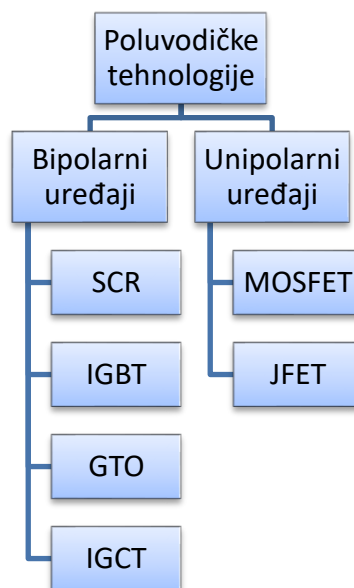 Poluvodičke
tehnologije
Bipolarni
uređaji
SCR
IGBT
GTO
IGCT
Unipolarni
uređaji
MOSFET
JFET